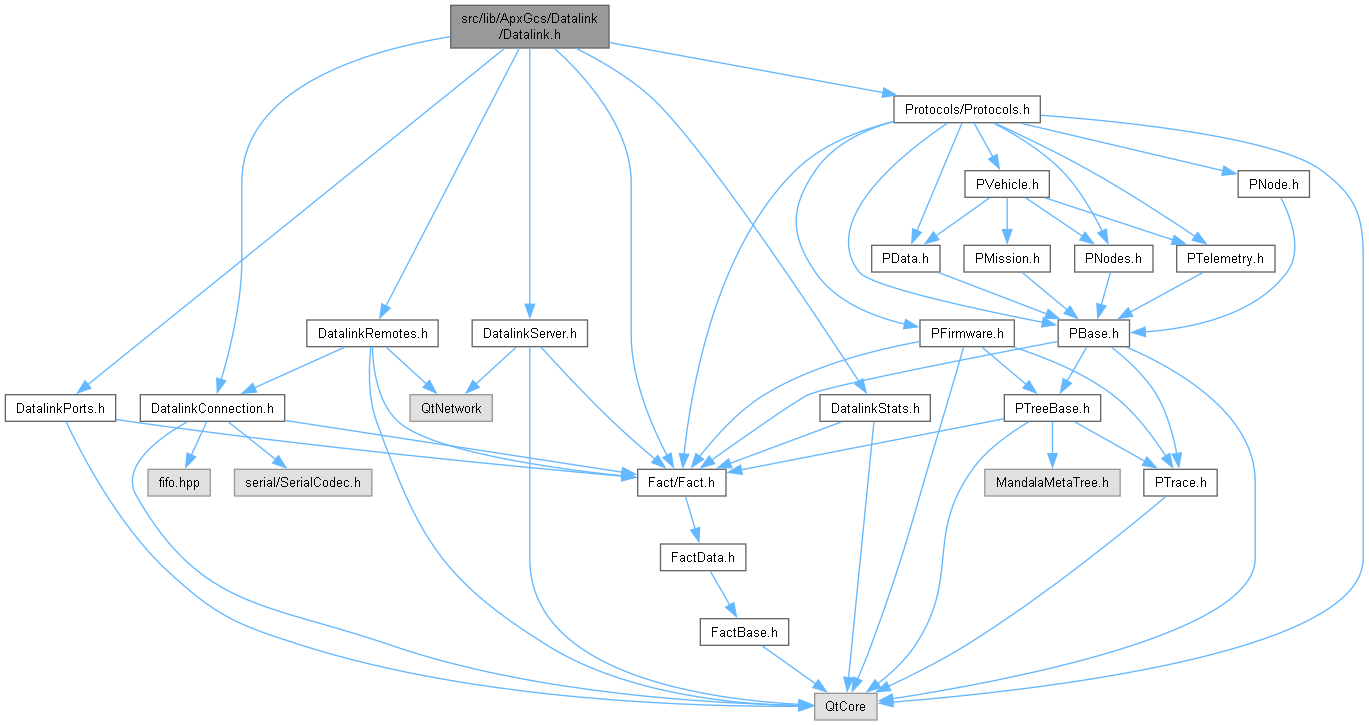 src/lib/ApxGcs/Datalink
/Datalink.h
Protocols/Protocols.h
PVehicle.h
PNode.h
PData.h
PMission.h
PNodes.h
PTelemetry.h
DatalinkRemotes.h
DatalinkServer.h
PFirmware.h
PBase.h
DatalinkPorts.h
DatalinkConnection.h
QtNetwork
DatalinkStats.h
PTreeBase.h
fifo.hpp
serial/SerialCodec.h
Fact/Fact.h
MandalaMetaTree.h
PTrace.h
FactData.h
FactBase.h
QtCore